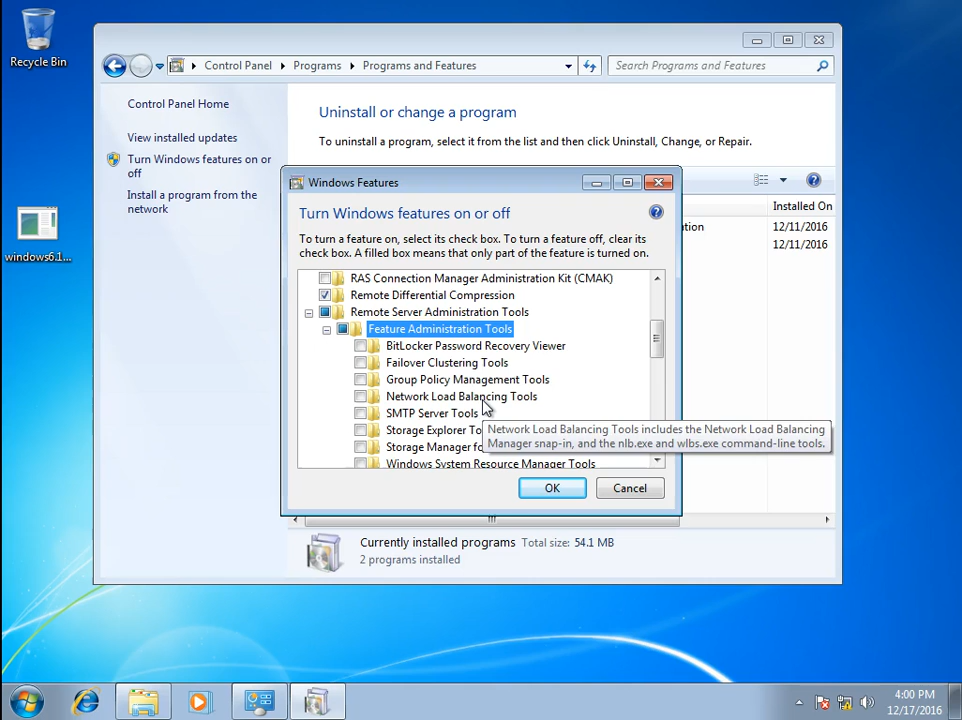 Recycle Bin
windows6.1...
Control Panel
Programs
Programs and Features
Search Programs and Features
Control Panel Home
View installed updates
Turn Windows features on or
off
Install a program from the
network
Uninstall or change a program
To uninstall a program, select it from the list and then click Uninstall, Change, or Repair.
Installed On
tion
12/11/2016
12/11/2016
Windows Features
Turn Windows features on or off
To turn a feature on, select its check box. To turn a feature off, clear its
check box. A filled box means that only part of the feature is turned on.
RAS Connection Manager Administration Kit (CMAK)
Remote Differential Compression
Remote Server Administration Tools
Feature Administration Tools
BitLocker Password Recovery Viewer
Failover Clustering Tools
Group Policy Management Tools
Network Load Balancing Tools
SMTP Server Tools
Storage Explorer To
Storage Manager fo
Windows System Resource Manager Tools
Network Load Balancing Tools includes the Network Load Balancing
Manager snap-in, and the nlb.exe and wlbs.exe command-line tools.
OK
Cancel
Currently installed programs Total size: 54.1 MB
2 programs installed
4:00 PM
12/17/2016